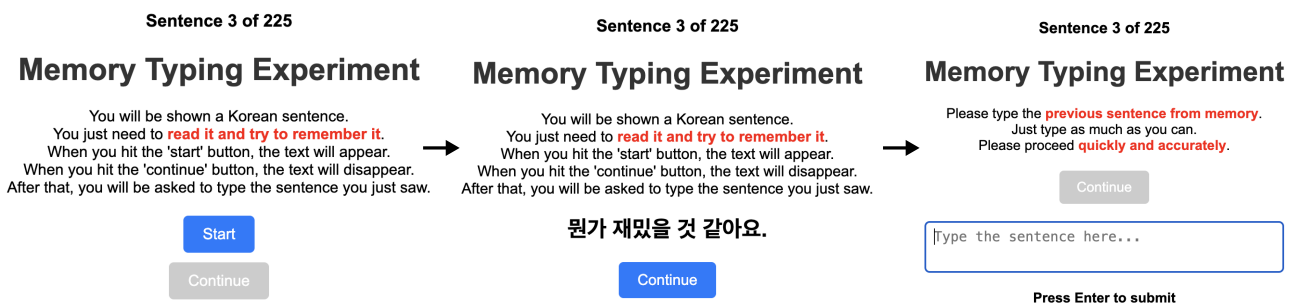 Sentence 3 of 225
Memory Typing Experiment
You will be shown a Korean sentence.
You just need to read it and try to remember it.
When you hit the 'start' button, the text will appear.
When you hit the 'continue' button, the text will disappear.
After that, you will be asked to type the sentence you just saw.
Start
Continue
Sentence 3 of 225
Memory Typing Experiment
You will be shown a Korean sentence.
You just need to read it and try to remember it.
When you hit the 'start' button, the text will appear.
When you hit the 'continue' button, the text will disappear.
After that, you will be asked to type the sentence you just saw.
뭔가 재밌을 것 같아요.
Continue
Sentence 3 of 225
Memory Typing Experiment
Please type the previous sentence from memory.
Just type as much as you can.
Please proceed quickly and accurately.
Continue
Type the sentence here...
Press Enter to submit